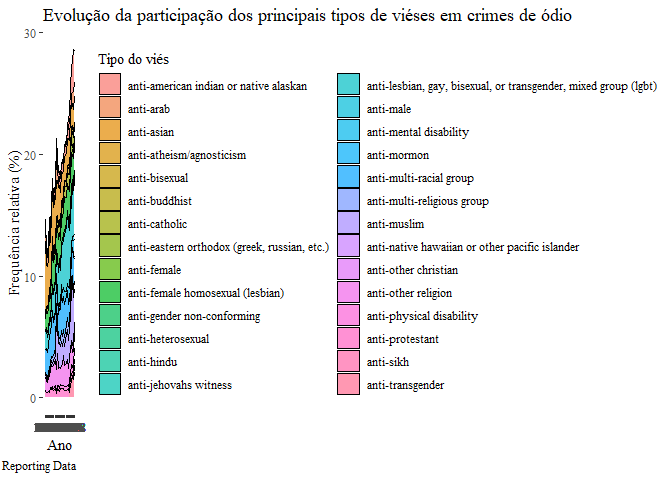 Evolução da participação dos principais tipos de viéses em crimes de ódio
30
20
10
0
Frequência relativa (%)
Tipo do viés
anti-american indian or native alaskan
anti-arab
anti-asian
anti-atheism/agnosticism
anti-bisexual
anti-buddhist
anti-catholic
anti-eastern orthodox (greek, russian, etc.)
anti-female
anti-female homosexual (lesbian)
anti-gender non-conforming
anti-heterosexual
anti-hindu
anti-jehovahs witness
anti-lesbian, gay, bisexual, or transgender, mixed group (lgbt)
anti-male
anti-mental disability
anti-mormon
anti-multi-racial group
anti-multi-religious group
anti-muslim
anti-native hawaiian or other pacific islander
anti-other christian
anti-other religion
anti-physical disability
anti-protestant
anti-sikh
anti-transgender
Ano
Reporting Data